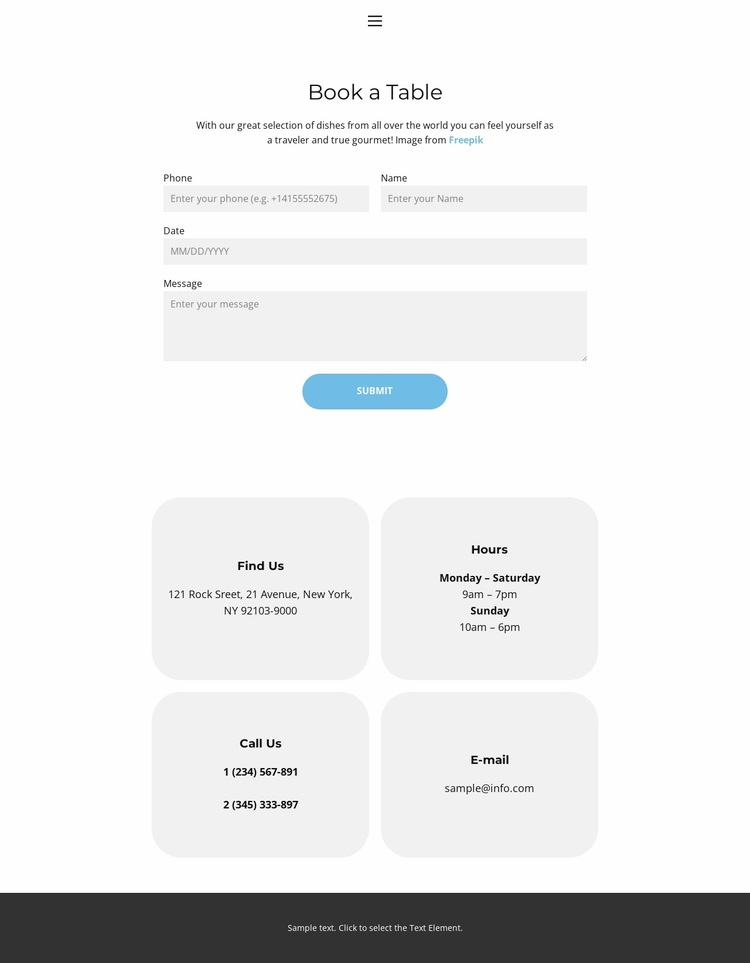 Book a Table
With our great selection of dishes from all over the world you can feel yourself as
a traveler and true gourmet! Image from Freepik
Phone
Name
Enter your phone (e.g. +14155552675)
Enter your Name
Date
MM/DD/YYYY
Message
Enter your message
SUBMIT
Find Us
121 Rock Sreet, 21 Avenue, New York,
NY 92103-9000
Hours
Monday – Saturday
9am – 7pm
Sunday
10am – 6pm
Call Us
1 (234) 567-891
2 (345) 333-897
E-mail
sample@info.com
Sample text. Click to select the Text Element.